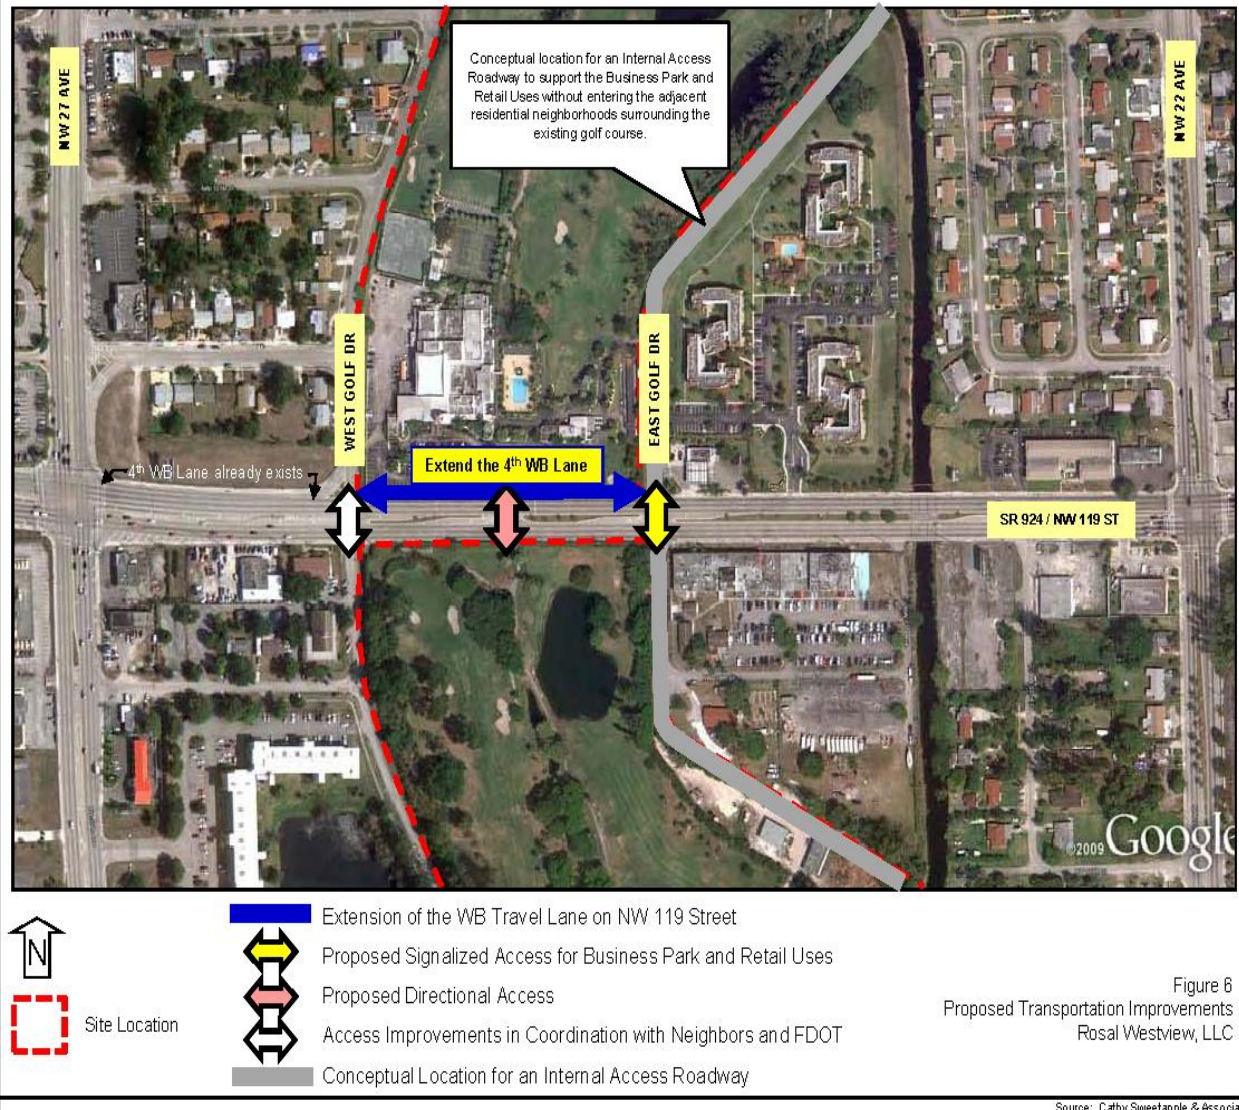 Conceptual location for an Internal Access
Roadway to support the Business Park and
Retail Uses without entering the adjacent
residential neighborhoods surrounding the
existing golf course.
NW 27 AVE
NW 22 AVE
WEST GOLF DR
EAST GOLF DR
4th WB Lane already exists
Extend the 4th WB Lane
SR 924 / NW 119 ST
©2009 Google
N
Site Location
Extension of the WB Travel Lane on NW 119 Street
Proposed Signalized Access for Business Park and Retail Uses
Proposed Directional Access
Access Improvements in Coordination with Neighbors and FDOT
Conceptual Location for an Internal Access Roadway
Figure 6
Proposed Transportation Improvements
Rosal Westview, LLC
Source: Cathy Sweetapple & Associa